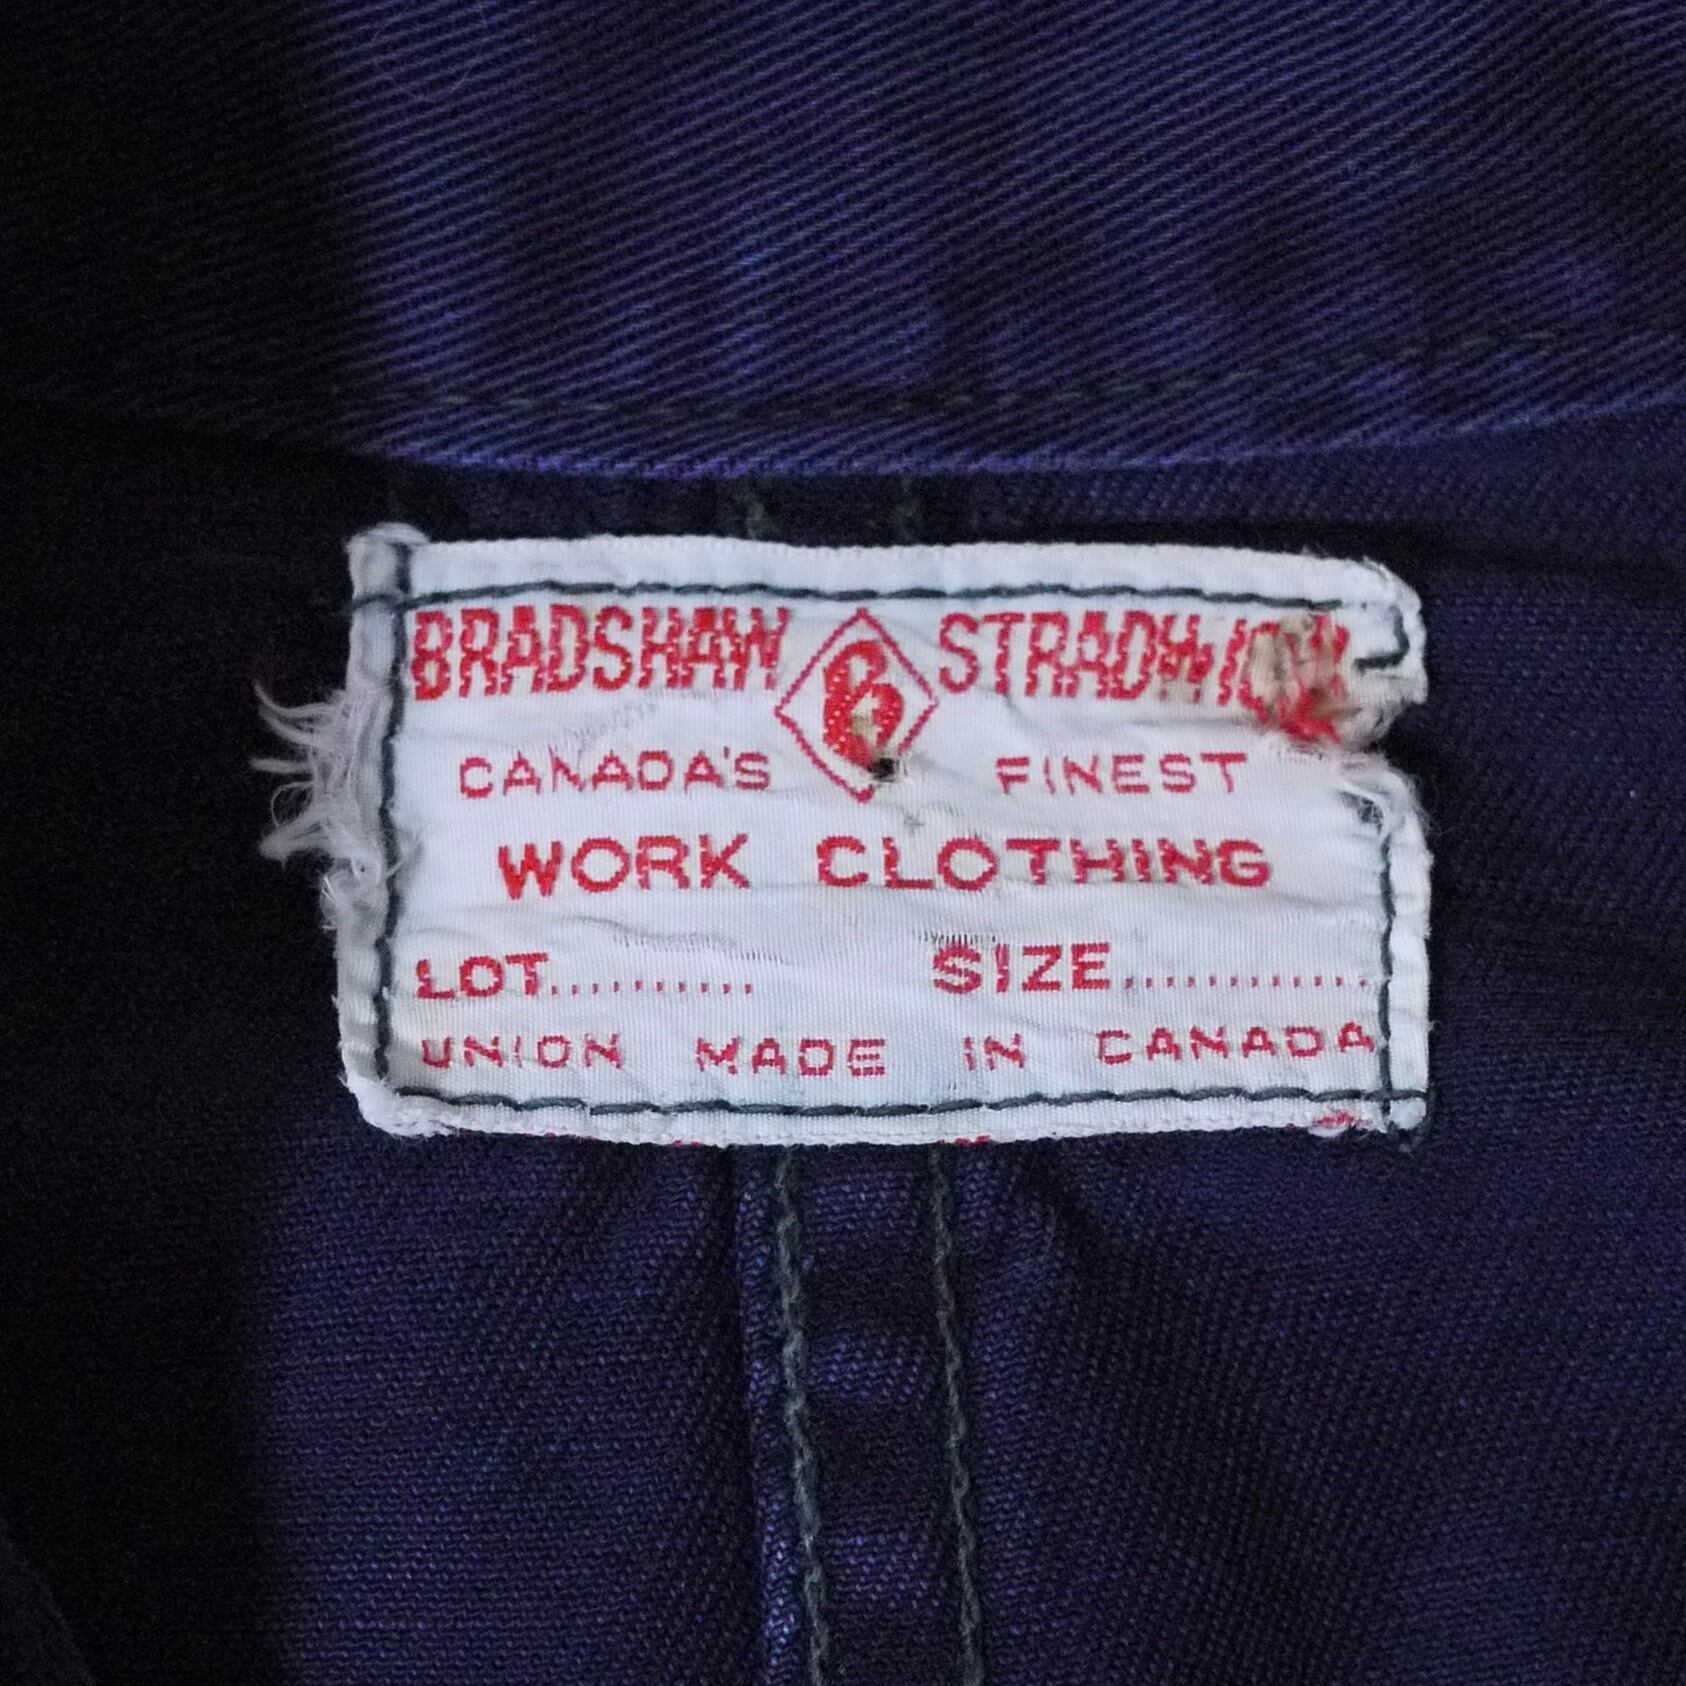 BRADSHAW B STRADWICK
CANADA'S FINEST
WORK CLOTHING
LOT.......... SIZE............
UNION MADE IN CANADA